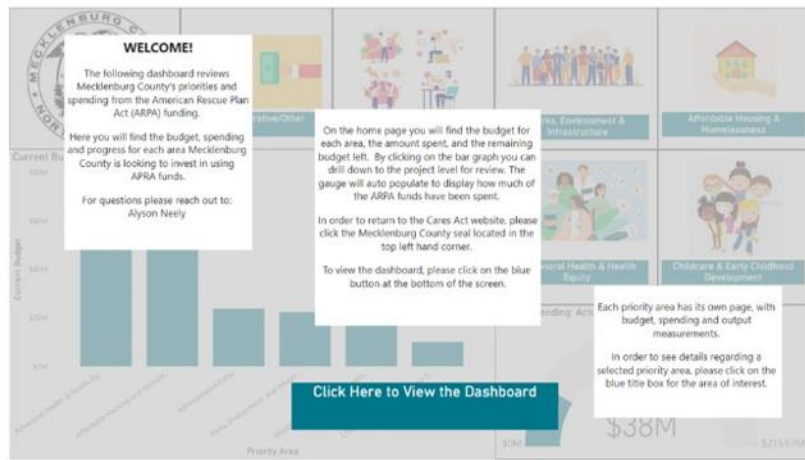 WELCOME!
The following dashboard reviews
Mecklenburg County's priorities and
spending from the American Rescue Plan
Act (ARPA) funding.
Here you will find the budget, spending
and progress for each area Mecklenburg
County is looking to invest in using
APRA funds.
For questions please reach out to:
Alyson Neely
On the home page you will find the budget for
each area, the amount spent, and the remaining
budget left. By clicking on the bar graph you can
drill down to the project level for review. The
gauge will auto populate to display how much of
the ARPA funds have been spent.
In order to return to the Cares Act website, please
click the Mecklenburg County seal located in the
top left hand corner.
To view the dashboard, please click on the blue
button at the bottom of the screen.
Each priority area has its own page, with
budget, spending and output
measurements.
In order to see details regarding a
selected priority area, please click on the
blue title box for the area of interest.
Click Here to View the Dashboard
Environment &
Infrastructure
Affordable Housing &
Homelessness
Health & Health
Equity
Childcare & Early Childhood
Development
Current Budget
$0M
Priority Area
$38M
$0M